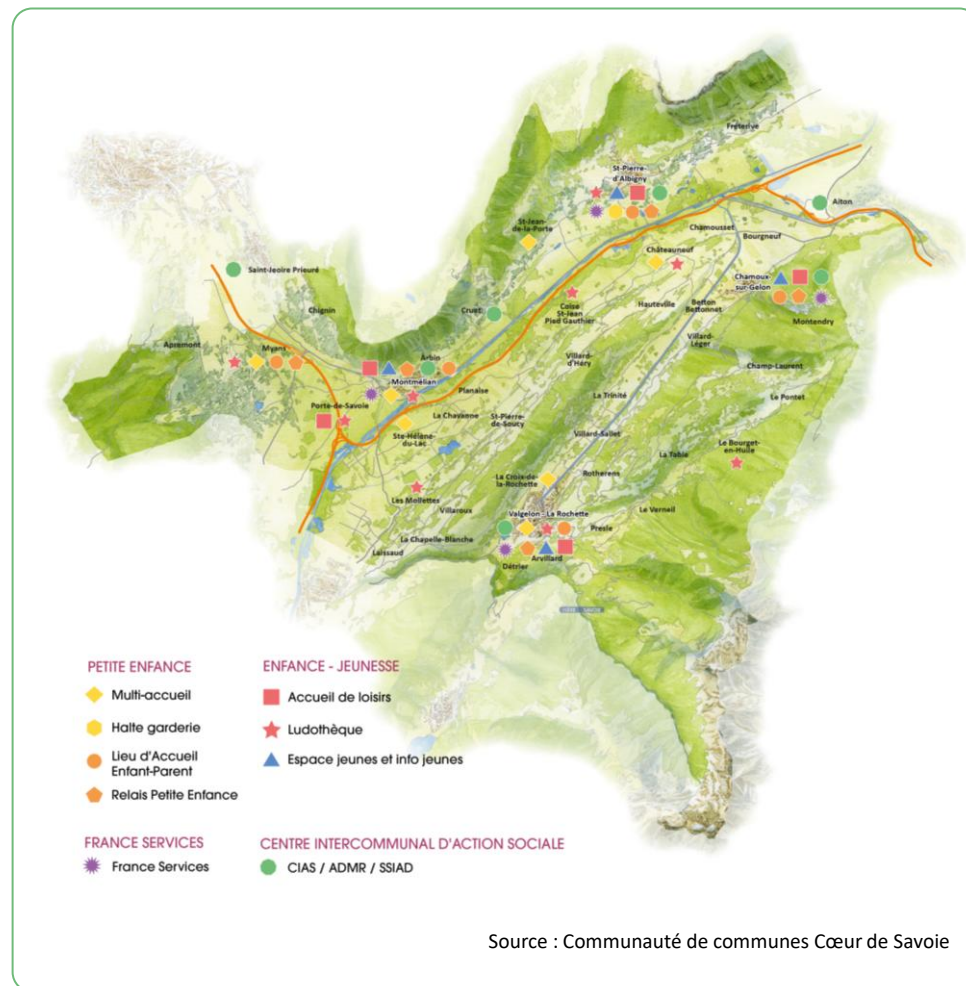 Fréterive
St-Pierre-
d'Albigny
Aiton
St-Jean-
de-la-Porte
Chamousset
Bourgneuf
Châteauneuf
Saint-Jeoire Prieuré
Chamoux
sur-Gelon
Chignin
Cruet
Coise
St-Jean
Pied Gauthier
Hauteville
Betton
Bettonnet
Montendry
Apremont
Myans
Arbin
Villard-
Léger
Montmélian
Villard-
d'Héry
Champ-Laurent
Planaise
Porte-de-Savoie
La Trinité
Le Pontet
La Chavanne
St-Pierre-
de-Soucy
Ste-Hélène-
du-Lac
Villard-Sallet
Le Bourget-
en-Huile
La Table
La Croix-de-
la-Rochette
Rotherens
Les Mollettes
Villaroux
Valgelon - La Rochette
Le Verneil
Presle
La Chapelle-Blanche
Laissaud
Arvillard
Détrier
PETITE ENFANCE
Multi-accueil
Halte garderie
Lieu d'Accueil
Enfant-Parent
Relais Petite Enfance
ENFANCE - JEUNESSE
Accueil de loisirs
Ludothèque
Espace jeunes et info jeunes
FRANCE SERVICES
France Services
CENTRE INTERCOMMUNAL D'ACTION SOCIALE
CIAS / ADMR / SSIAD
Source : Communauté de communes Cœur de Savoie